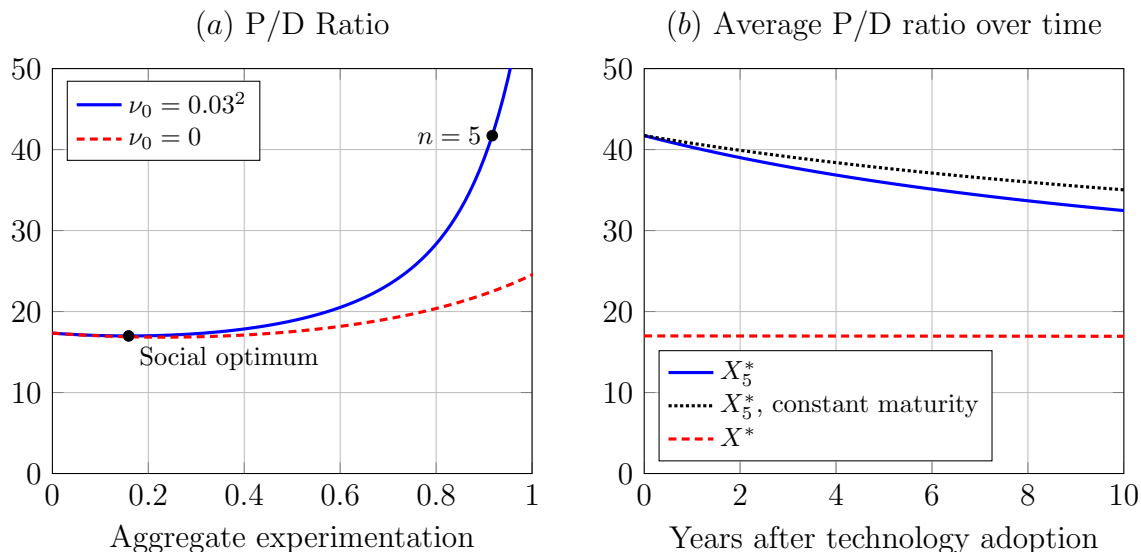 (a) P/D Ratio
50
40
30
20
10
0
0
0.2
0.4
0.6
0.8
1
ν₀ = 0.03²
ν₀ = 0
n = 5
Social optimum
Aggregate experimentation
(b) Average P/D ratio over time
50
40
30
20
10
0
0
2
4
6
8
10
X₅*
X₅*, constant maturity
X*
Years after technology adoption